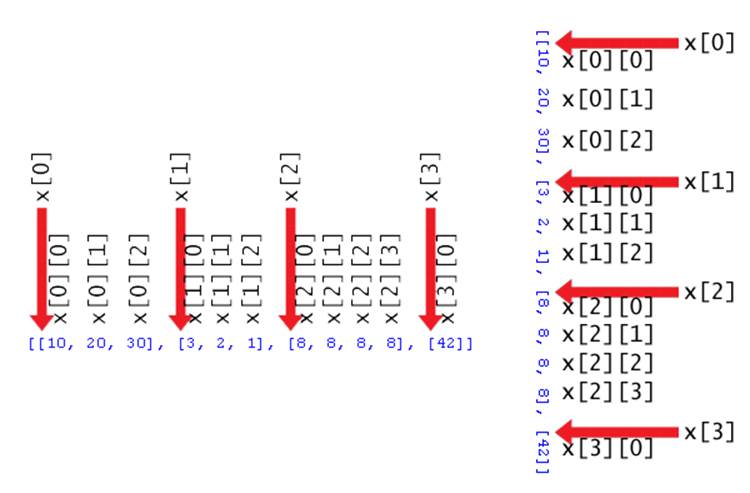 x[0] x[1] x[2] x[3]
x[0][0] x[0][1] x[0][2] x[1][0] x[1][1] x[1][2] x[2][0] x[2][1] x[2][2] x[2][3] x[3][0]
[[10, 20, 30], [3, 2, 1], [8, 8, 8, 8], [42]]
[[10, 20, 30], [3, 2, 1], [8, 8, 8, 8], [42]]
x[0]
x[0][0]
x[0][1]
x[0][2]
x[1]
x[1][0]
x[1][1]
x[1][2]
x[2]
x[2][0]
x[2][1]
x[2][2]
x[2][3]
x[3]
x[3][0]